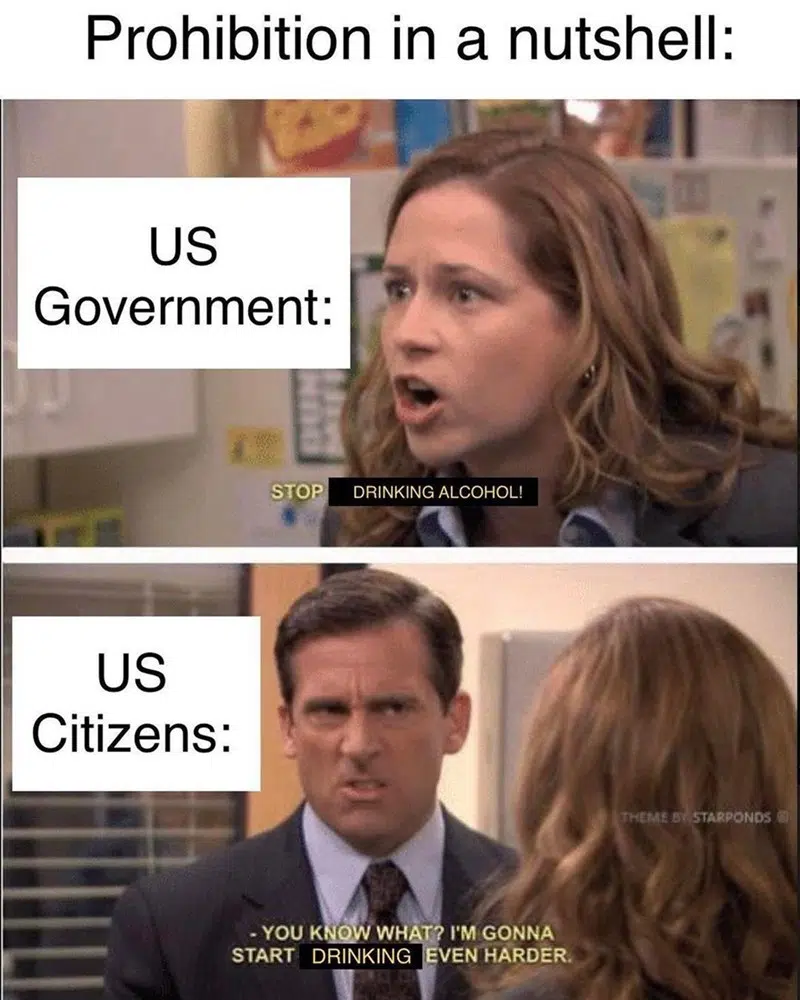 Prohibition in a nutshell:
US
Government:
STOP DRINKING ALCOHOL!
US
Citizens:
THEME BY STARPONDS
- YOU KNOW WHAT? I'M GONNA
START DRINKING EVEN HARDER.